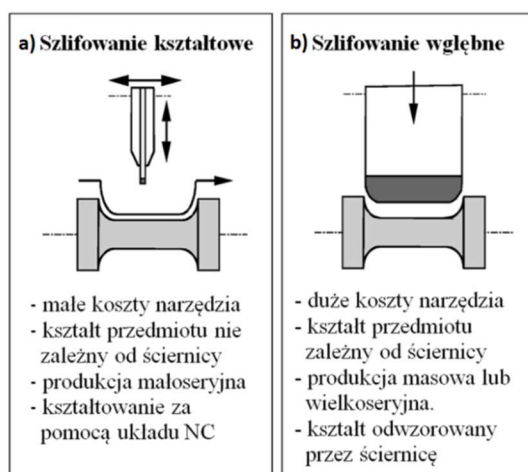 a) Szlifowanie kształtowe
- małe koszty narzędzia
- kształt przedmiotu nie
zależny od ściernicy
- produkcja małoseryjna
- kształtowanie za
pomocą układu NC
b) Szlifowanie wgłębne
- duże koszty narzędzia
- kształt przedmiotu
zależny od ściernicy
- produkcja masowa lub
wielkoseryjna.
- kształt odwzorowany
przez ściernicę